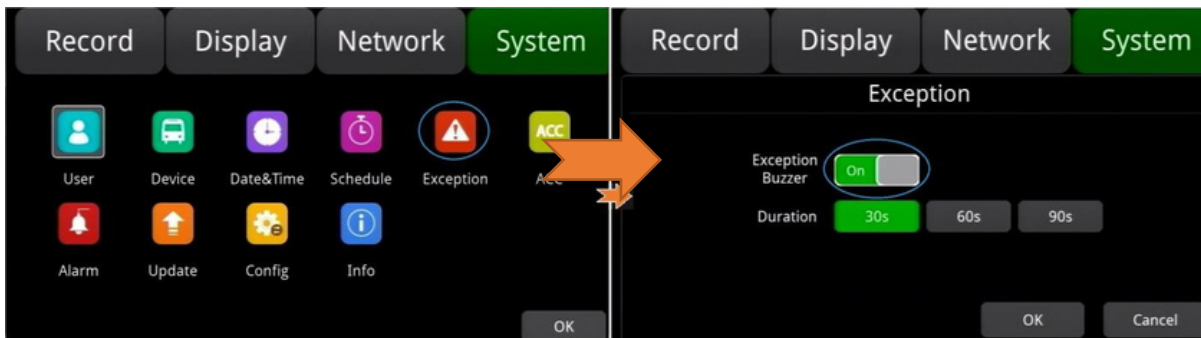 Record Display Network System
ACC
User Device Date&Time Schedule Exception ACC
Alarm Update Config Info
OK
Record Display Network System
Exception
Exception
Buzzer
On
Duration 30s 60s 90s
OK Cancel